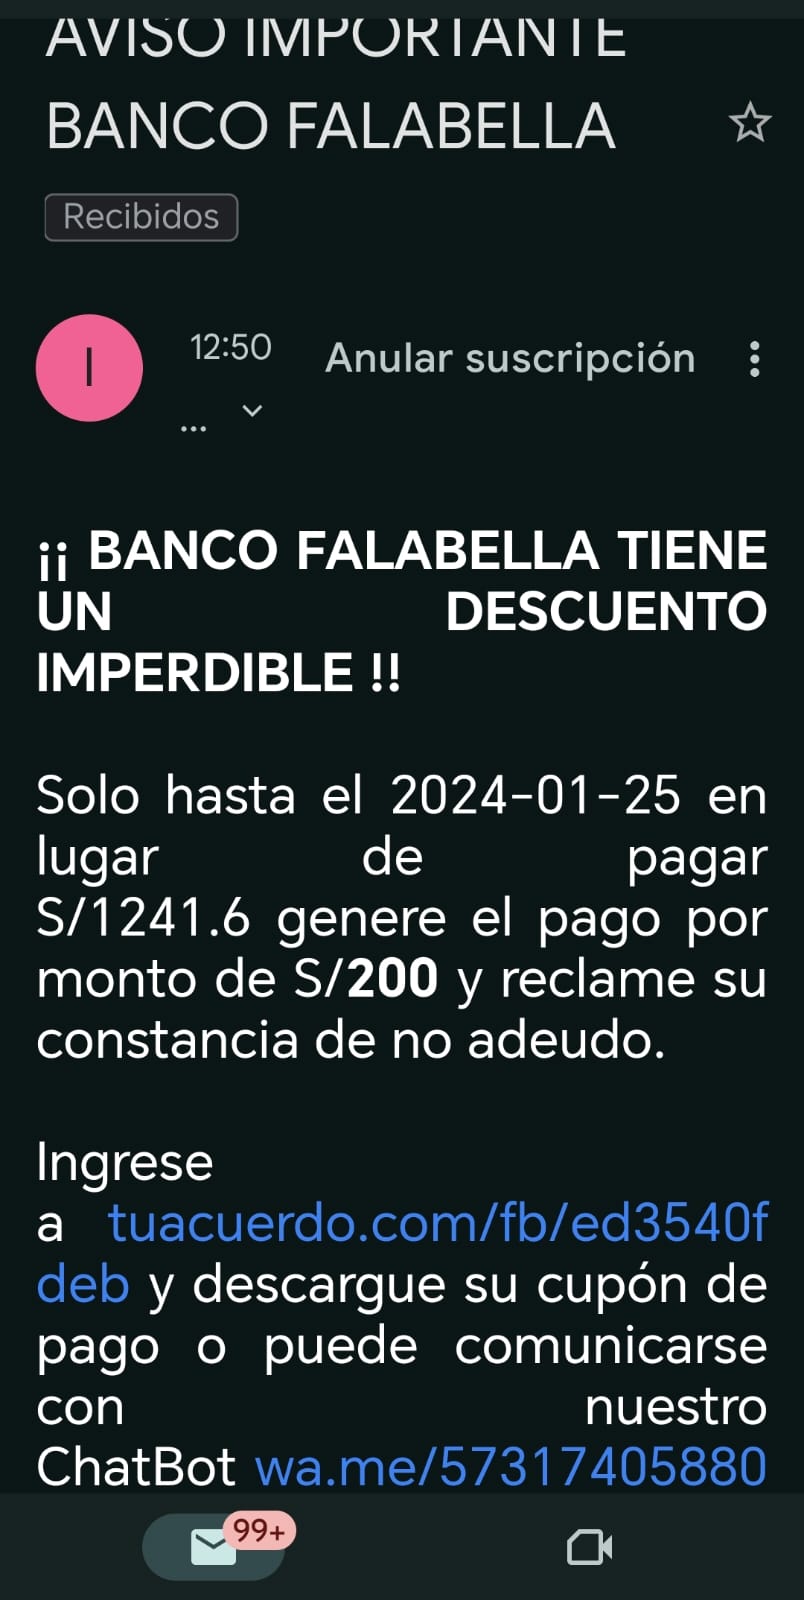 AVISO IMPORTANTE
BANCO FALABELLA
Recibidos
I
12:50
Anular suscripción
...
¡¡ BANCO FALABELLA TIENE
UN DESCUENTO
IMPERDIBLE !!
Solo hasta el 2024-01-25 en
lugar de pagar
S/1241.6 genere el pago por
monto de S/200 y reclame su
constancia de no adeudo.
Ingrese
a tuacuerdo.com/fb/ed3540f
deb y descargue su cupón de
pago o puede comunicarse
con nuestro
ChatBot wa.me/57317405880
99+